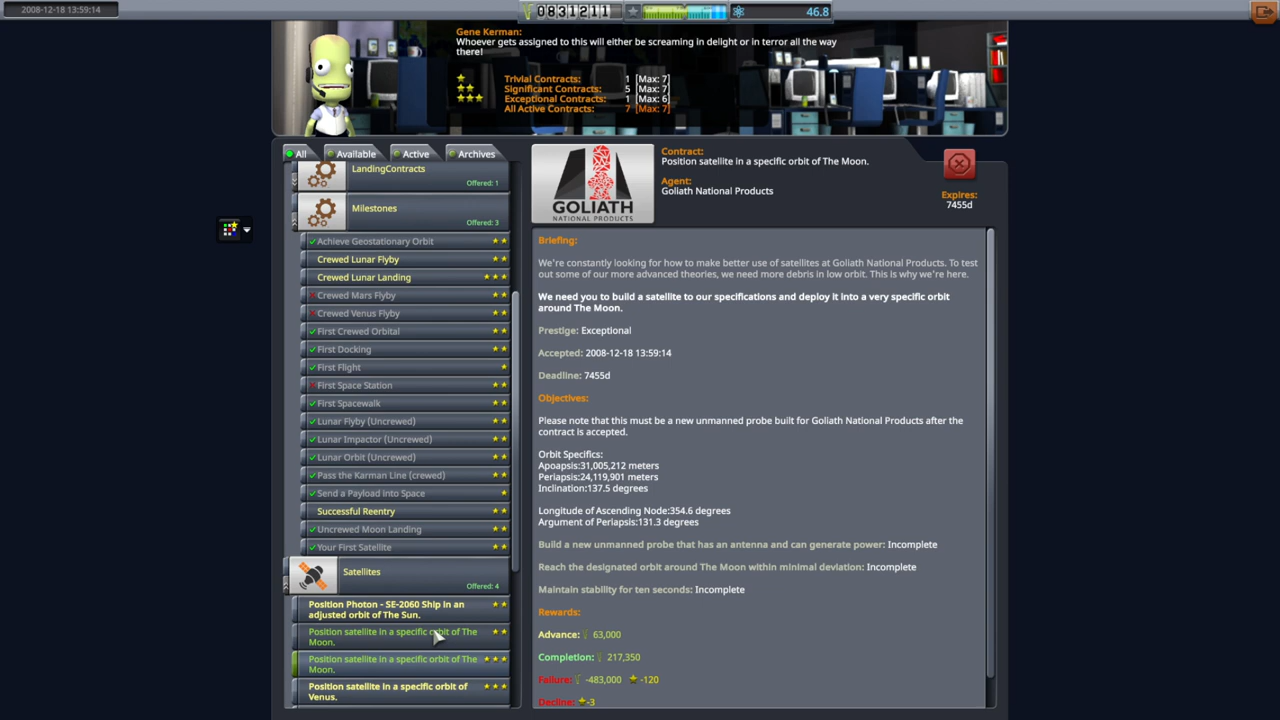 2008-12-18 13:59:14
0831211
46.8
Gene Kerman:
Whoever gets assigned to this will either be screaming in delight or in terror all the way
there!
Trivial Contracts: 1 [Max: 7]
Significant Contracts: 5 [Max: 7]
Exceptional Contracts: 1 [Max: 6]
All Active Contracts: 7 [Max: 7]
All
Available
Active
Archives
LandingContracts
Offered: 1
Milestones
Offered: 3
Achieve Geostationary Orbit
Crewed Lunar Flyby
Crewed Lunar Landing
Crewed Mars Flyby
Crewed Venus Flyby
First Crewed Orbital
First Docking
First Flight
First Space Station
First Spacewalk
Lunar Flyby (Uncrewed)
Lunar Impactor (Uncrewed)
Lunar Orbit (Uncrewed)
Pass the Karman Line (crewed)
Send a Payload into Space
Successful Reentry
Uncrewed Moon Landing
Your First Satellite
Satellites
Offered: 4
Position Photon - SE-2060 Ship in an
adjusted orbit of The Sun.
Position satellite in a specific orbit of The
Moon.
Position satellite in a specific orbit of The
Moon.
Position satellite in a specific orbit of
Venus.
GOLIATH
NATIONAL PRODUCTS
Contract:
Position satellite in a specific orbit of The Moon.
Agent:
Goliath National Products
Expires:
7455d
Briefing:
We're constantly looking for how to make better use of satellites at Goliath National Products. To test
out some of our more advanced theories, we need more debris in low orbit. This is why we're here.
We need you to build a satellite to our specifications and deploy it into a very specific orbit
around The Moon.
Prestige: Exceptional
Accepted: 2008-12-18 13:59:14
Deadline: 7455d
Objectives:
Please note that this must be a new unmanned probe built for Goliath National Products after the
contract is accepted.
Orbit Specifics:
Apoapsis:31,005,212 meters
Periapsis:24,119,901 meters
Inclination:137.5 degrees
Longitude of Ascending Node:354.6 degrees
Argument of Periapsis:131.3 degrees
Build a new unmanned probe that has an antenna and can generate power: Incomplete
Reach the designated orbit around The Moon within minimal deviation: Incomplete
Maintain stability for ten seconds: Incomplete
Rewards:
Advance: 63,000
Completion: 217,350
Failure: -483,000 -120
Decline: -3